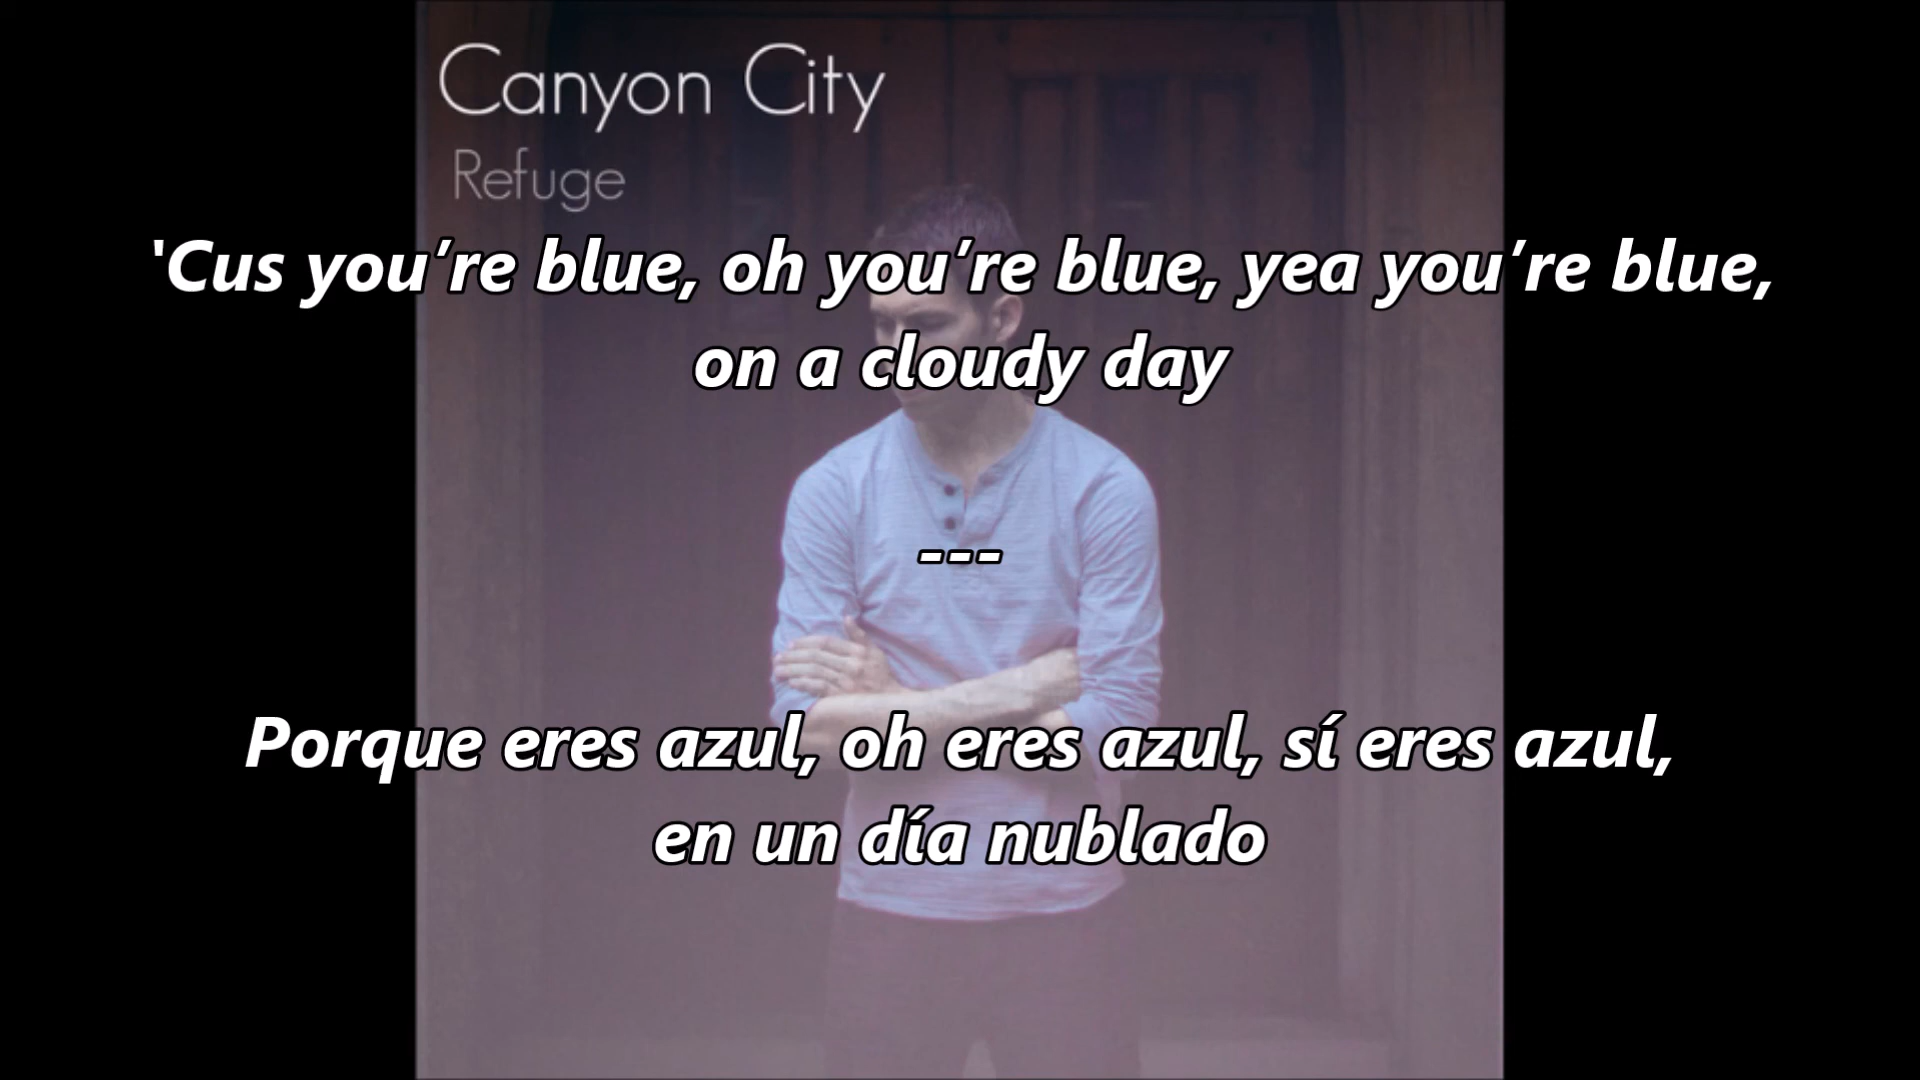 Canyon City
Refuge
'Cus you’re blue, oh you’re blue, yea you’re blue,
on a cloudy day
---
Porque eres azul, oh eres azul, sí eres azul,
en un día nublado